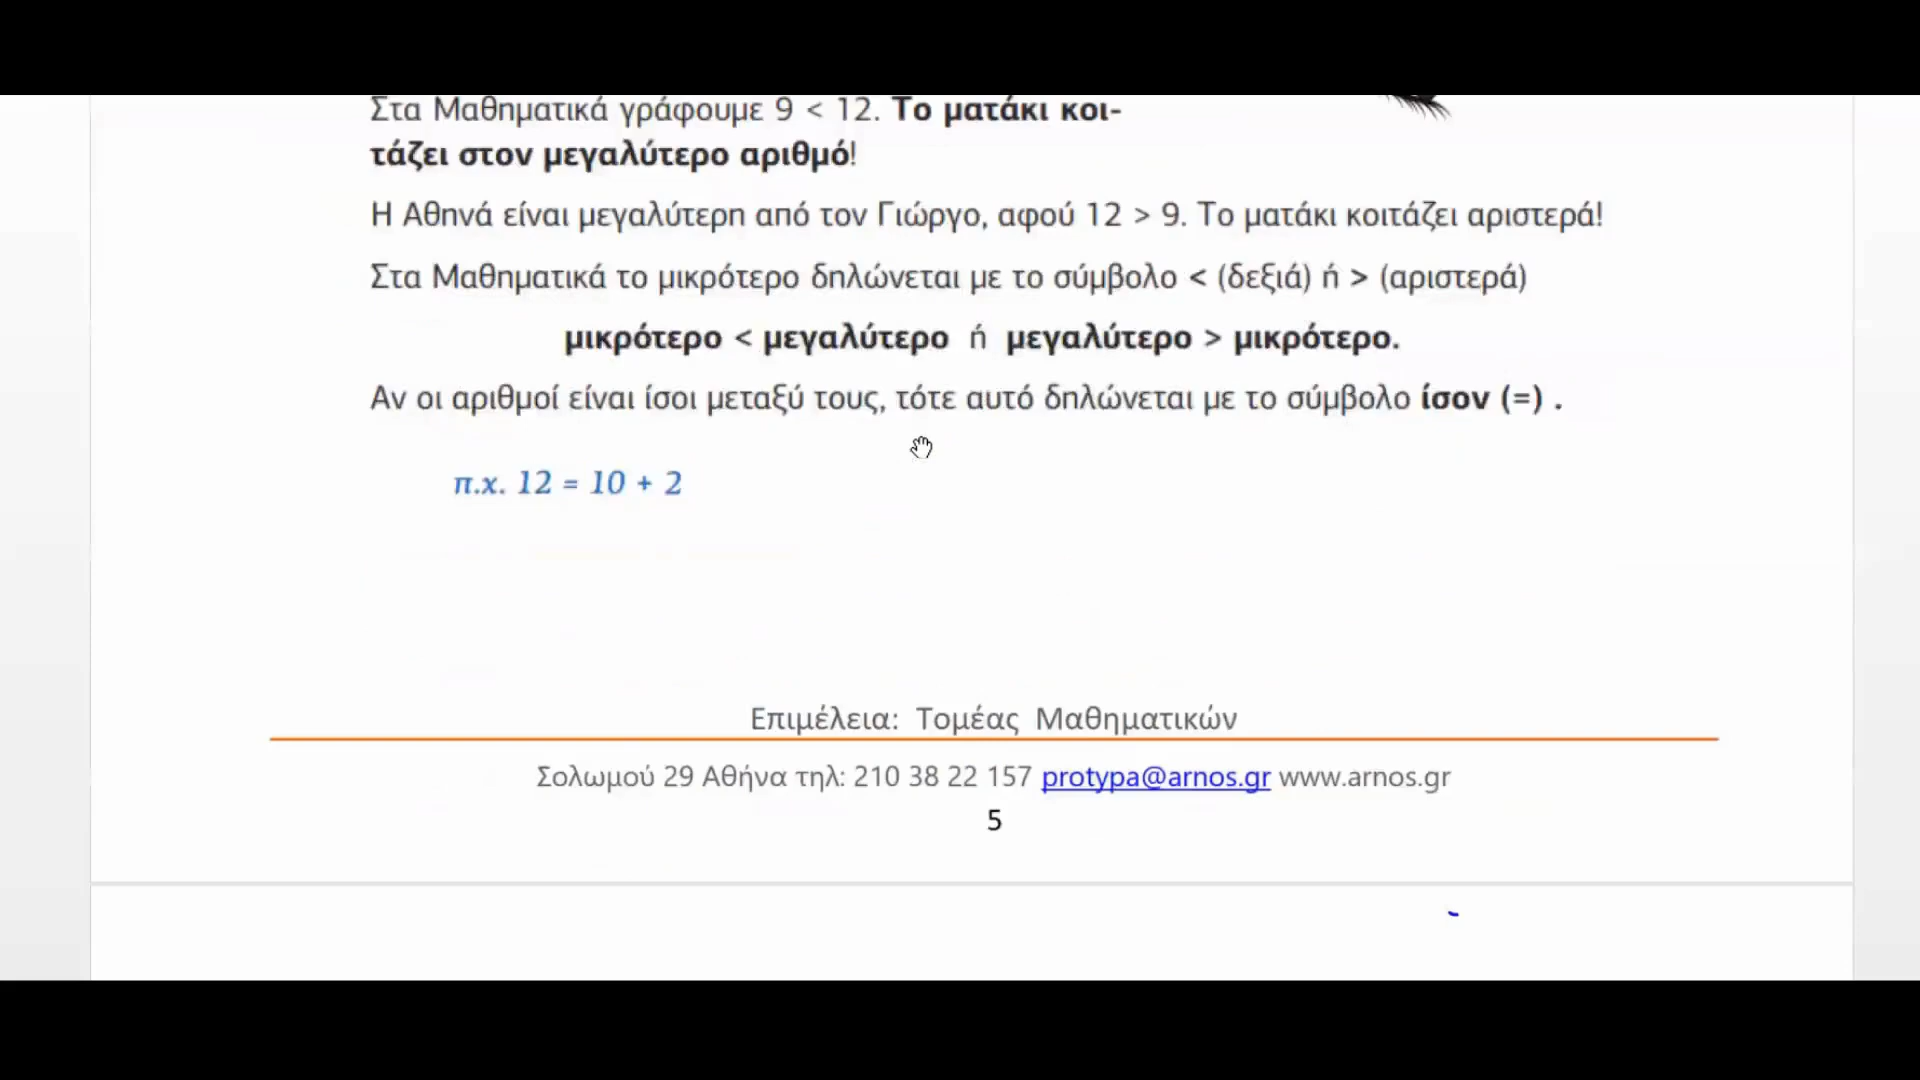 Στα Μαθηματικά γράφουμε 9 < 12. Το ματάκι κοι-
τάζει στον μεγαλύτερο αριθμό!
Η Αθηνά είναι μεγαλύτερη από τον Γιώργο, αφού 12 > 9. Το ματάκι κοιτάζει αριστερά!
Στα Μαθηματικά το μικρότερο δηλώνεται με το σύμβολο < (δεξιά) ή > (αριστερά)
μικρότερο < μεγαλύτερο ή μεγαλύτερο > μικρότερο.
Αν οι αριθμοί είναι ίσοι μεταξύ τους, τότε αυτό δηλώνεται με το σύμβολο ίσον (=) .
π.χ. 12 = 10 + 2
Επιμέλεια: Τομέας Μαθηματικών
Σολωμού 29 Αθήνα τηλ: 210 38 22 157 protypa@arnos.gr www.arnos.gr
5